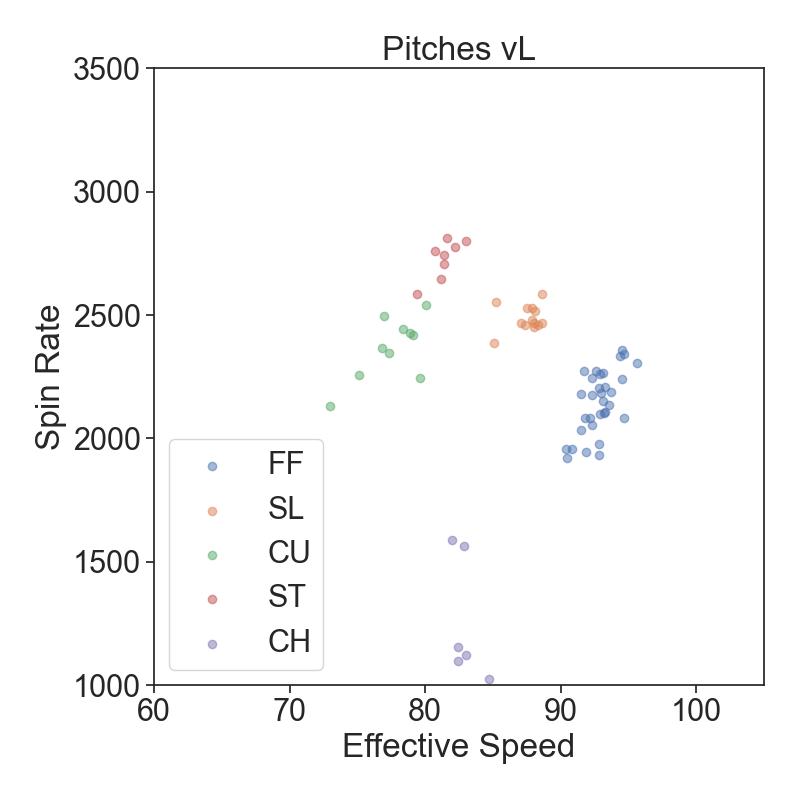 Pitches vL
3500
3000
2500
2000
1500
1000
Spin Rate
FF
SL
CU
ST
CH
60 70 80 90 100
Effective Speed